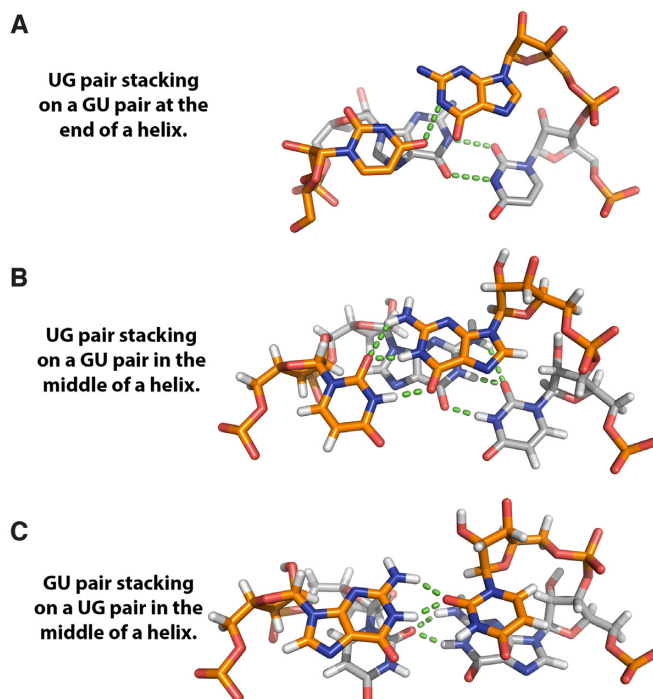 A
UG pair stacking
on a GU pair at the
end of a helix.
B
UG pair stacking
on a GU pair in the
middle of a helix.
C
GU pair stacking
on a UG pair in the
middle of a helix.